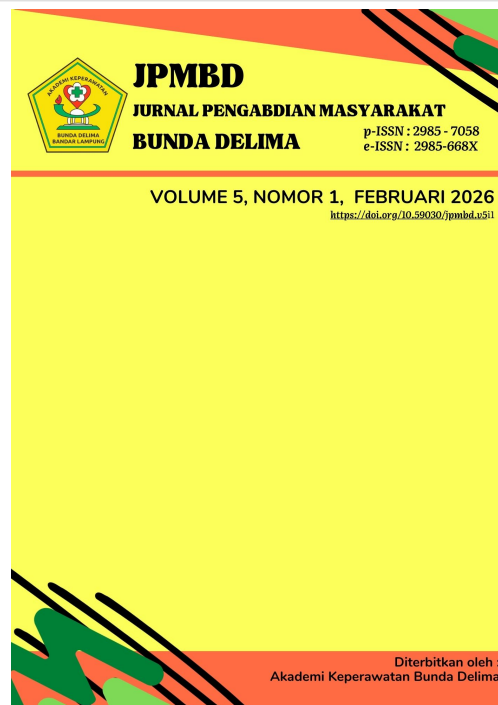 AKADEMI KEPERAWATAN
BUNDA DELIMA
BANDAR LAMPUNG
JPMBD
JURNAL PENGABDIAN MASYARAKAT
BUNDA DELIMA
p-ISSN : 2985 - 7058
e-ISSN : 2985-668X
VOLUME 5, NOMOR 1, FEBRUARI 2026
https://doi.org/10.59030/jpmbd.v5i1
Diterbitkan oleh :
Akademi Keperawatan Bunda Delima